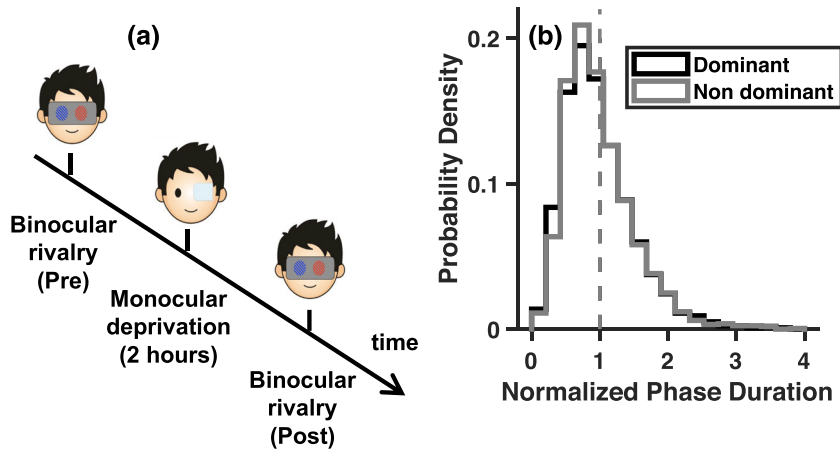 (a)
Binocular
rivalry
(Pre)
Monocular
deprivation
(2 hours)
time
Binocular
rivalry
(Post)
(b)
Dominant
Non dominant
Probability Density
0.2
0.1
0
0 1 2 3 4
Normalized Phase Duration